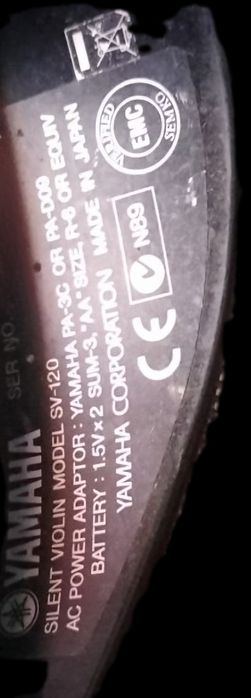 YAMAHA SER NO.
SILENT VIOLIN MODEL SV-120
AC POWER ADAPTOR : YAMAHA PA-3C OR PA-D09
BATTERY : 1.5V×2 SUM-3, "AA" SIZE, R-6 OR EQUIV
YAMAHA CORPORATION MADE IN JAPAN
CE N89
EMC
SEMKO